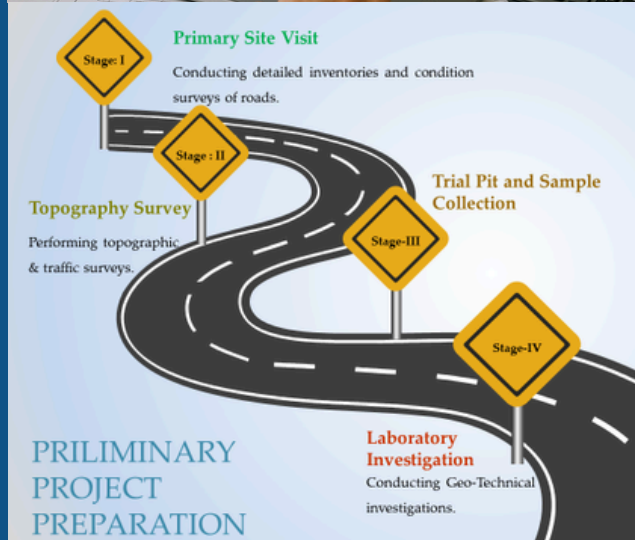 Stage: I
Primary Site Visit
Conducting detailed inventories and condition
surveys of roads.
Stage : II
Topography Survey
Performing topographic
& traffic surveys.
Trial Pit and Sample
Collection
Stage-III
Stage-IV
Laboratory
Investigation
Conducting Geo-Technical
investigations.
PRILIMINARY
PROJECT
PREPARATION